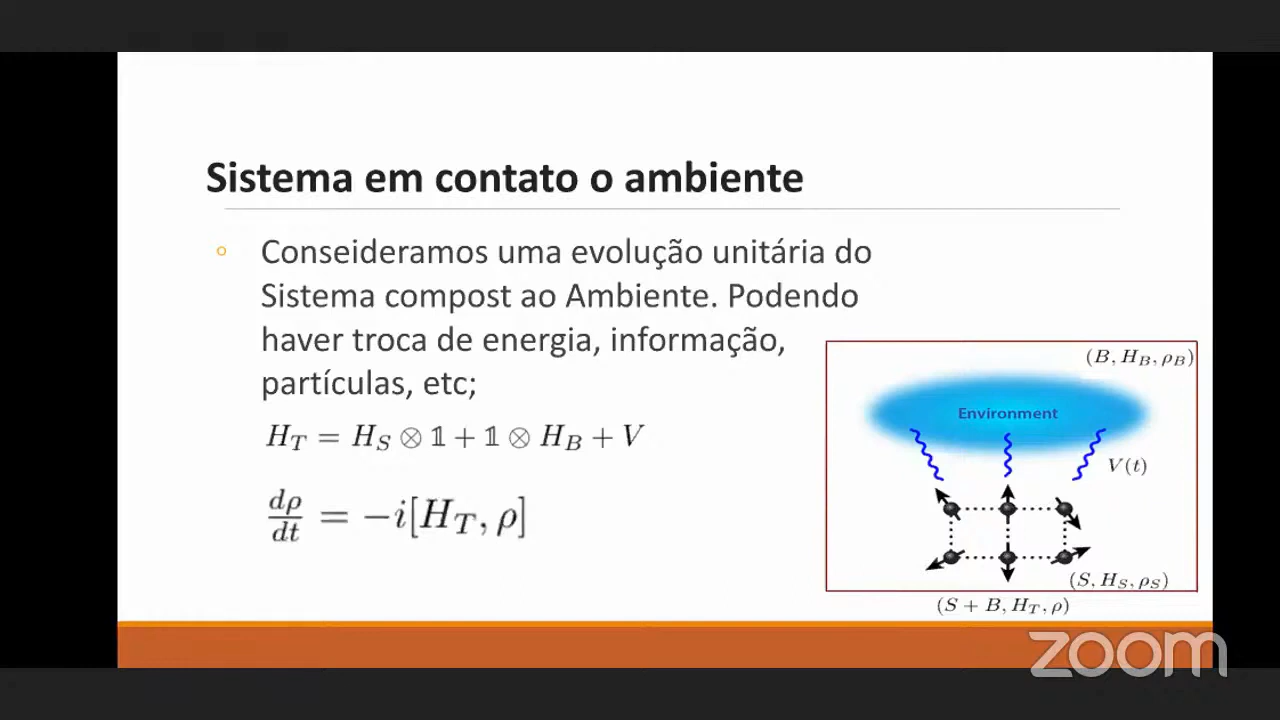 Sistema em contato o ambiente
Conseideramos uma evolução unitária do
Sistema compost ao Ambiente. Podendo
haver troca de energia, informação,
partículas, etc;
H_T = H_S ⊗ 𝟙 + 𝟙 ⊗ H_B + V
dρ/dt = −i[H_T, ρ]
(B, H_B, ρ_B)
Environment
V(t)
(S, H_S, ρ_S)
(S + B, H_T, ρ)
zoom